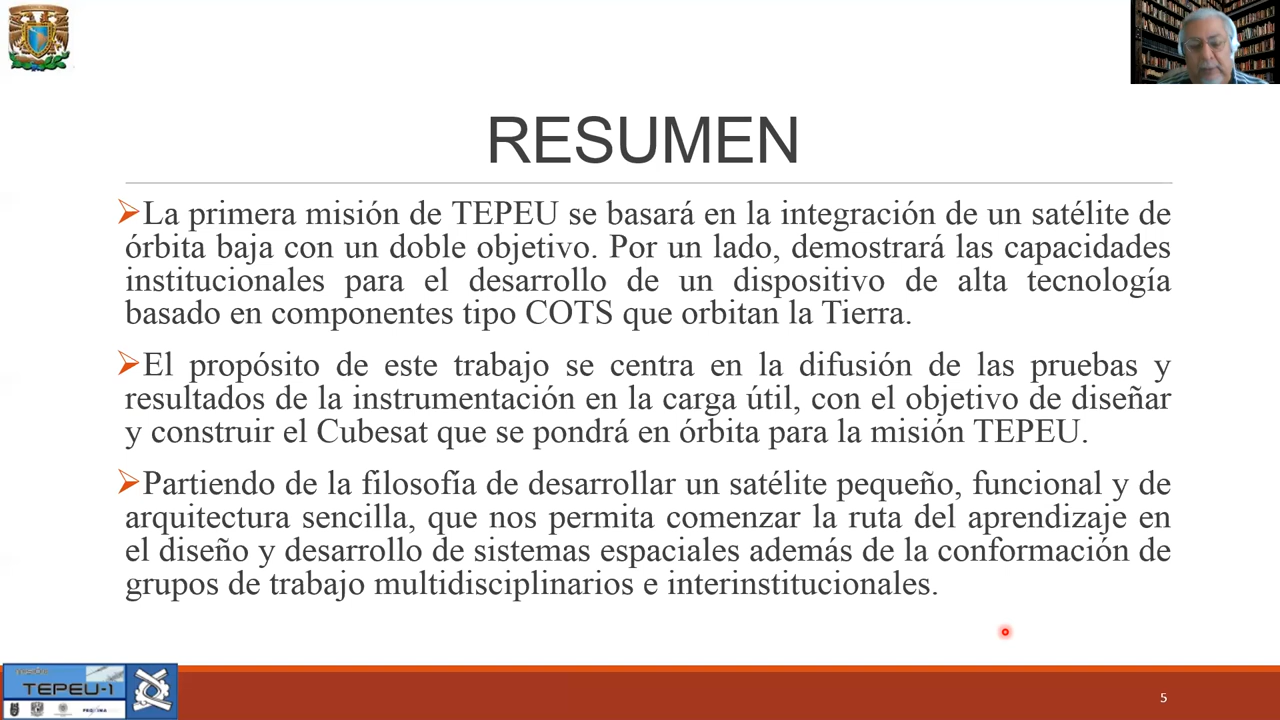 RESUMEN
La primera misión de TEPEU se basará en la integración de un satélite de
órbita baja con un doble objetivo. Por un lado, demostrará las capacidades
institucionales para el desarrollo de un dispositivo de alta tecnología
basado en componentes tipo COTS que orbitan la Tierra.
El propósito de este trabajo se centra en la difusión de las pruebas y
resultados de la instrumentación en la carga útil, con el objetivo de diseñar
y construir el Cubesat que se pondrá en órbita para la misión TEPEU.
Partiendo de la filosofía de desarrollar un satélite pequeño, funcional y de
arquitectura sencilla, que nos permita comenzar la ruta del aprendizaje en
el diseño y desarrollo de sistemas espaciales además de la conformación de
grupos de trabajo multidisciplinarios e interinstitucionales.
TEPEU-1
5